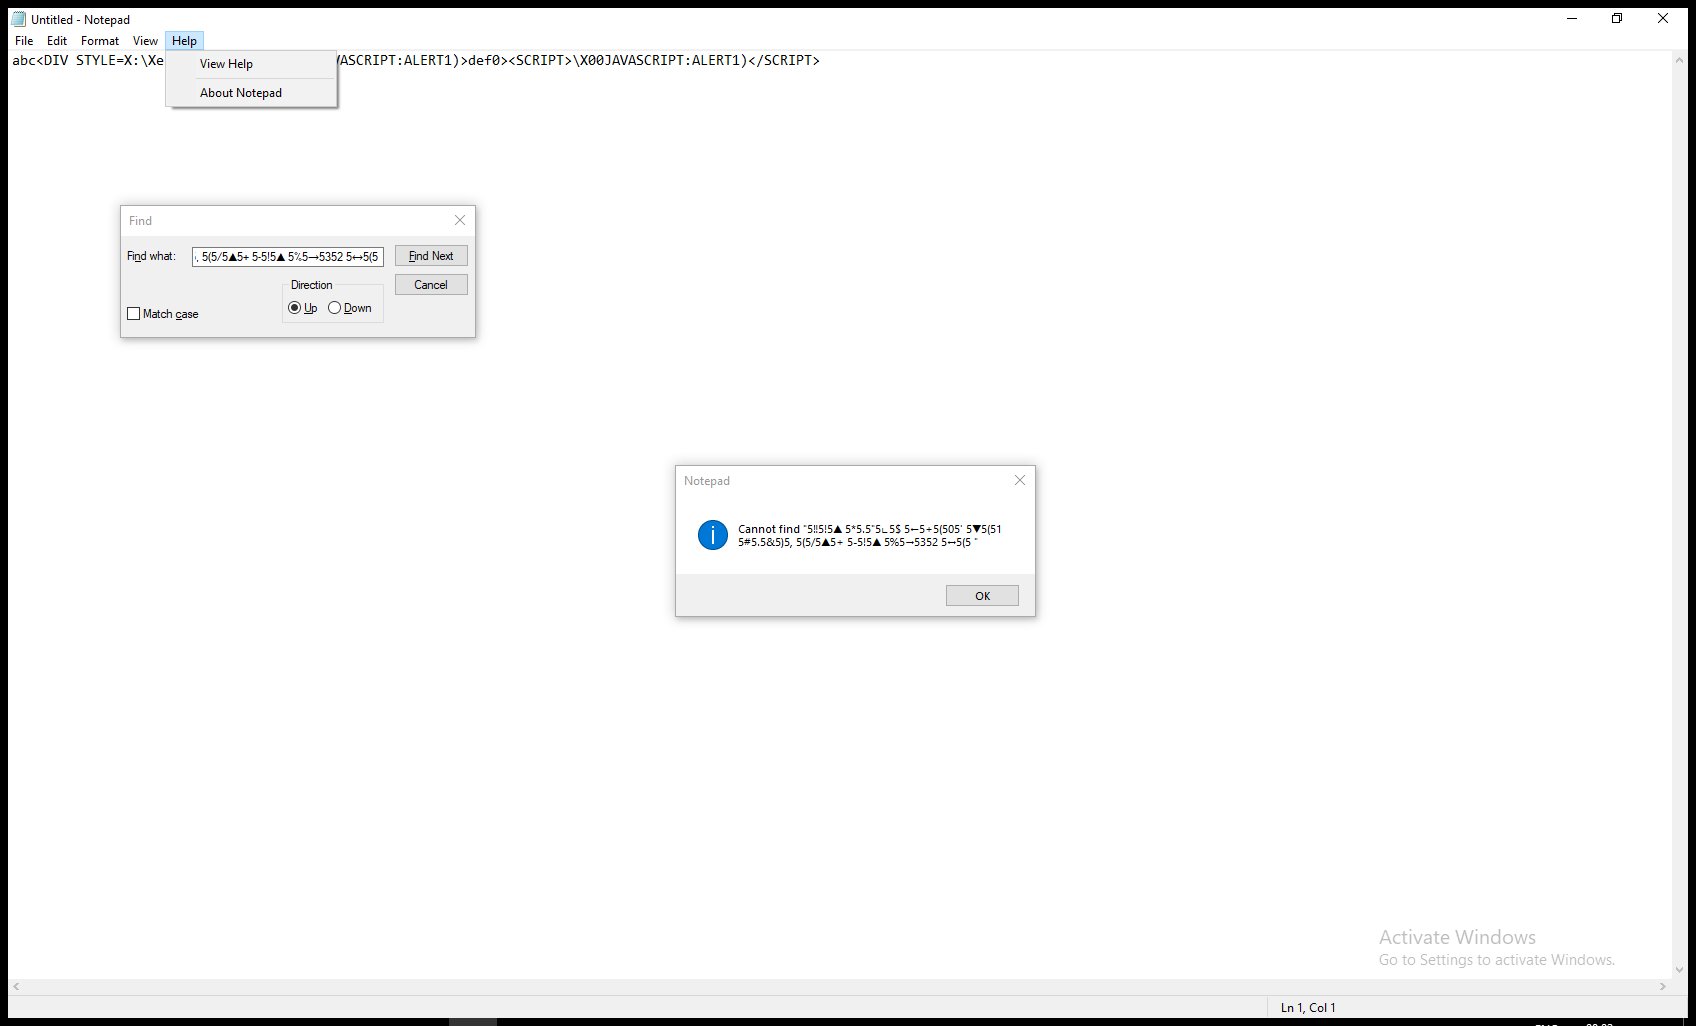 Untitled - Notepad
File Edit Format View Help
abc<DIV STYLE=X:\Xe VASCRIPT:ALERT1)>def0><SCRIPT>\X00JAVASCRIPT:ALERT1)</SCRIPT>
View Help
About Notepad
Find
Find what: , 5(5/5▲5+ 5-5!5▲ 5%5→5352 5↔5(5 Find Next
Direction Cancel
Up Down
Match case
Notepad
Cannot find "5‼5!5▲ 5*5.5"5∟5$ 5←5+5(505' 5▼5(51
5#5.5&5)5, 5(5/5▲5+ 5-5!5▲ 5%5→5352 5↔5(5 "
OK
Activate Windows
Go to Settings to activate Windows.
Ln 1, Col 1